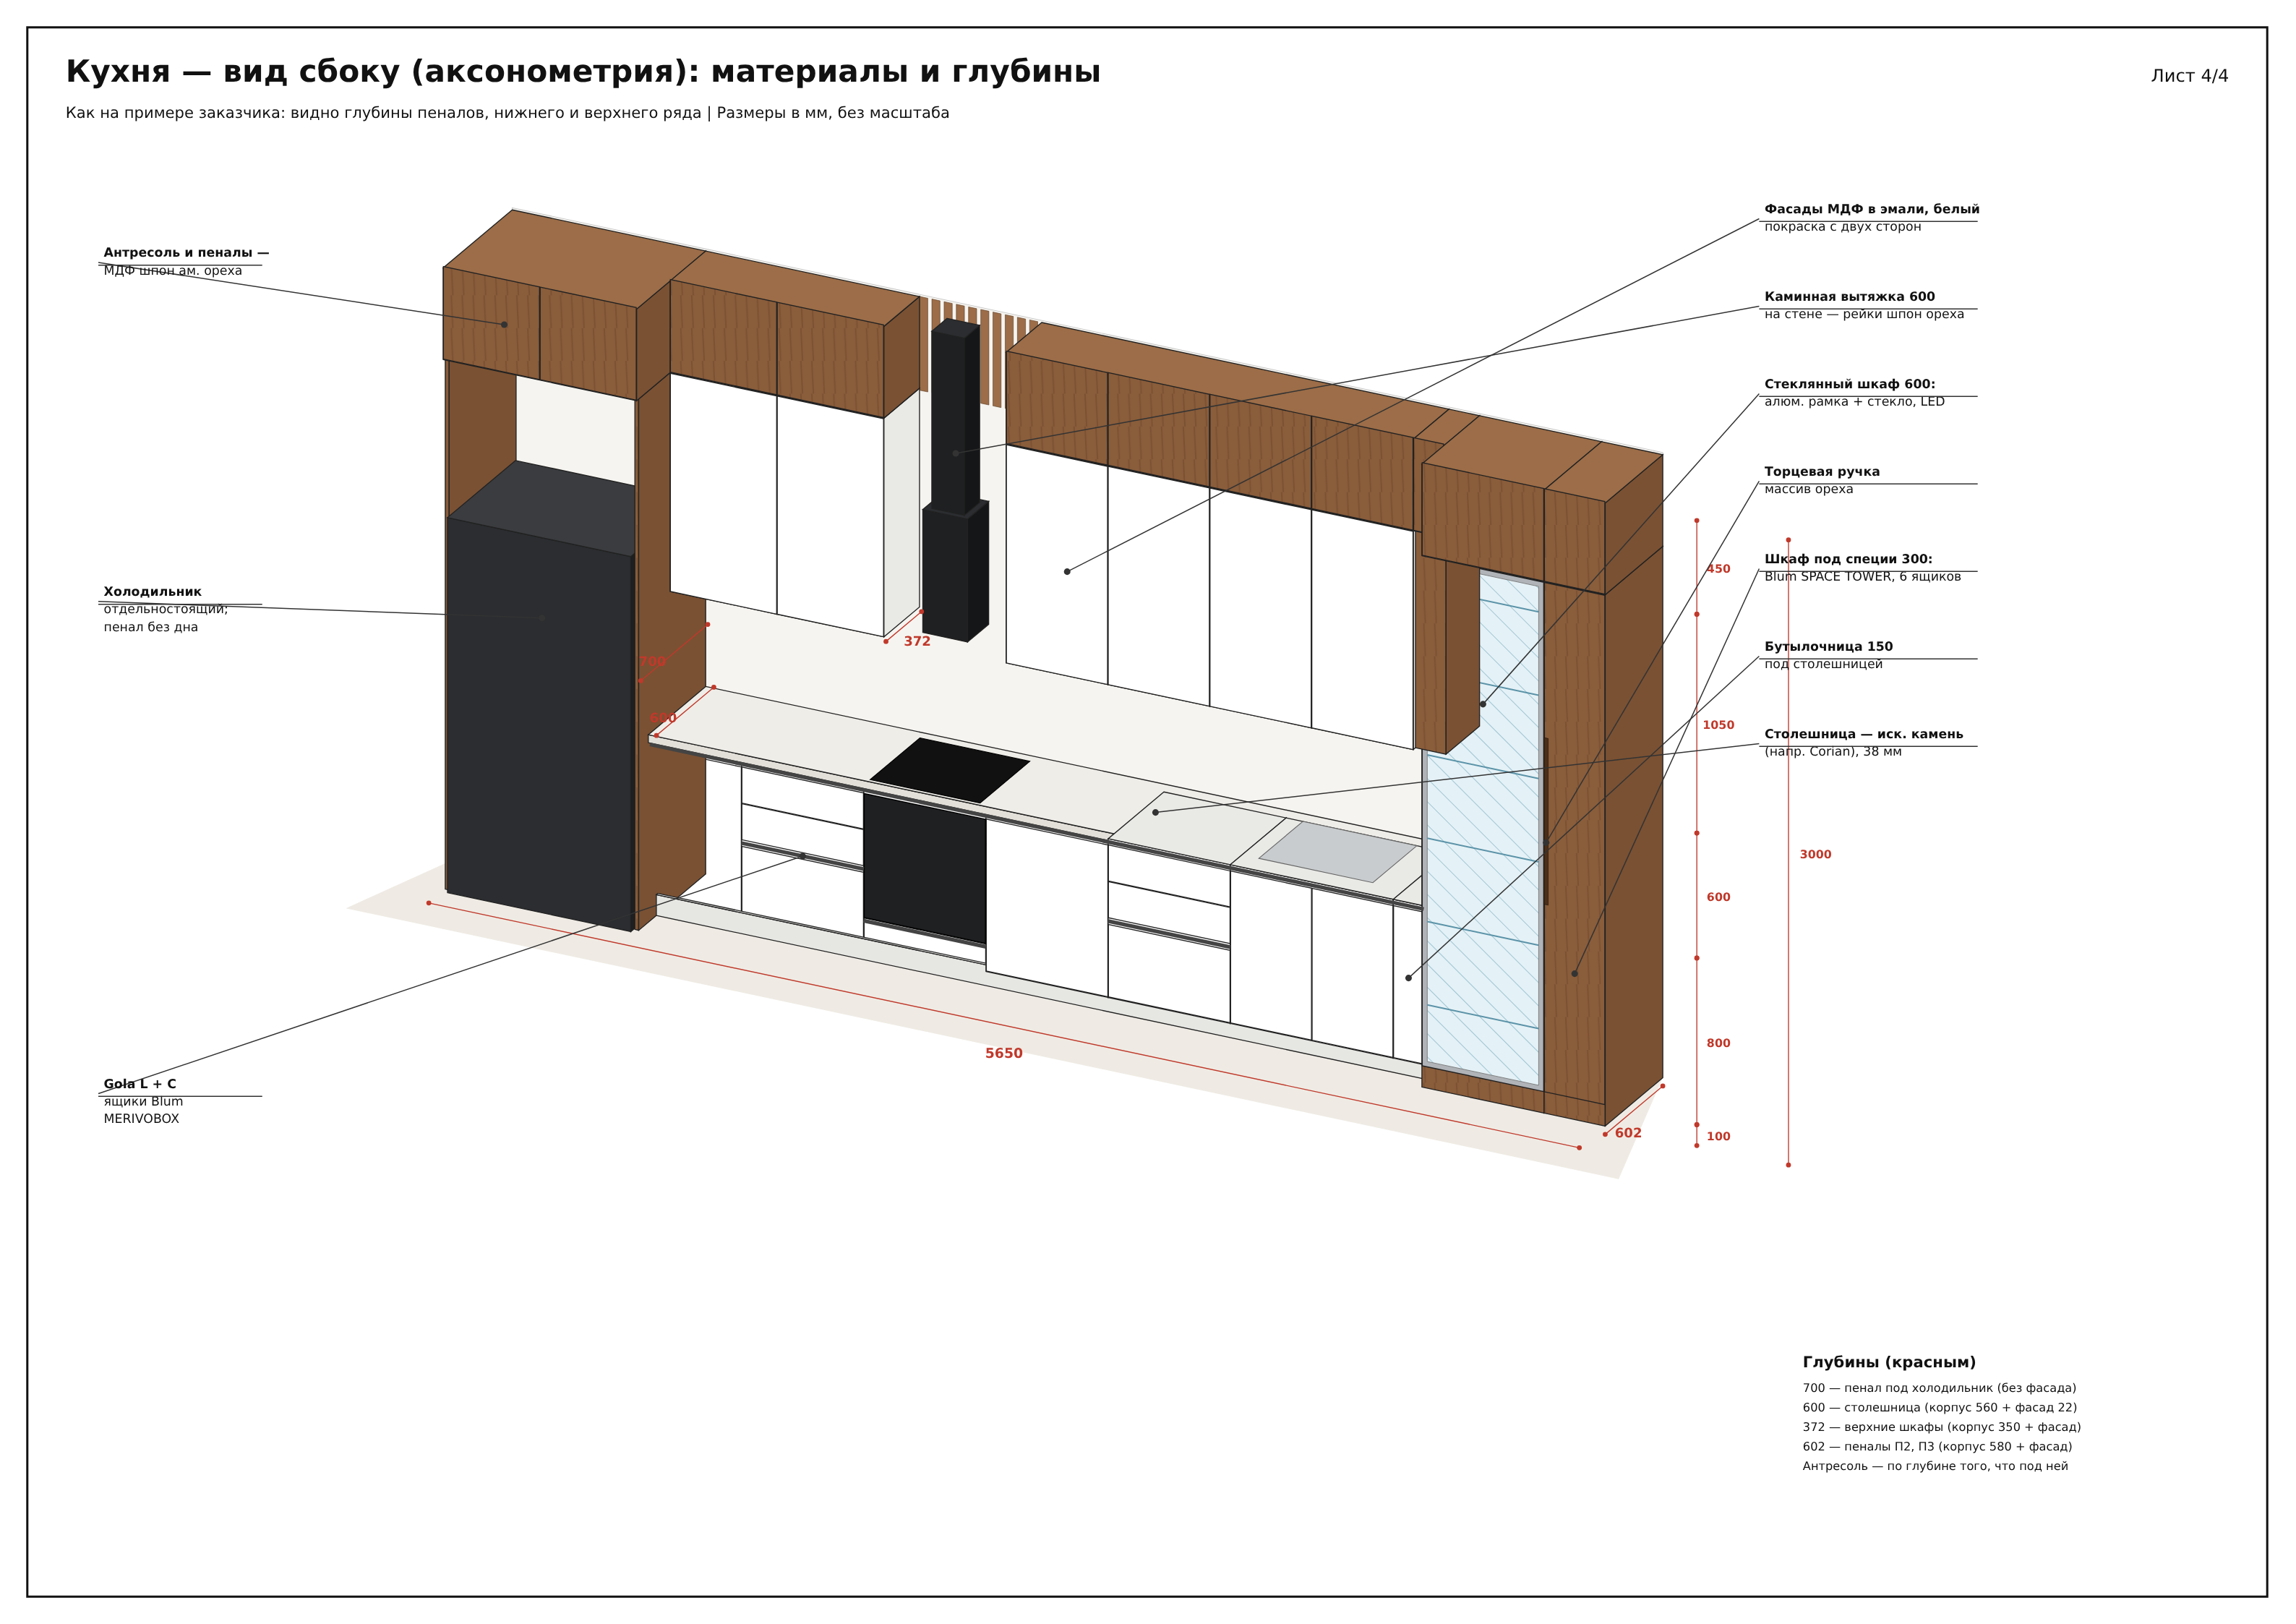 Кухня — вид сбоку (аксонометрия): материалы и глубины
Лист 4/4
Как на примере заказчика: видно глубины пеналов, нижнего и верхнего ряда | Размеры в мм, без масштаба
Антресоль и пеналы —
МДФ шпон ам. ореха
Холодильник
отдельностоящий;
пенал без дна
Gola L + C
ящики Blum
MERIVOBOX
Фасады МДФ в эмали, белый
покраска с двух сторон
Каминная вытяжка 600
на стене — рейки шпон ореха
Стеклянный шкаф 600:
алюм. рамка + стекло, LED
Торцевая ручка
массив ореха
Шкаф под специи 300:
Blum SPACE TOWER, 6 ящиков
Бутылочница 150
под столешницей
Столешница — иск. камень
(напр. Corian), 38 мм
700
600
372
5650
602
450
1050
600
800
100
3000
Глубины (красным)
700 — пенал под холодильник (без фасада)
600 — столешница (корпус 560 + фасад 22)
372 — верхние шкафы (корпус 350 + фасад)
602 — пеналы П2, П3 (корпус 580 + фасад)
Антресоль — по глубине того, что под ней